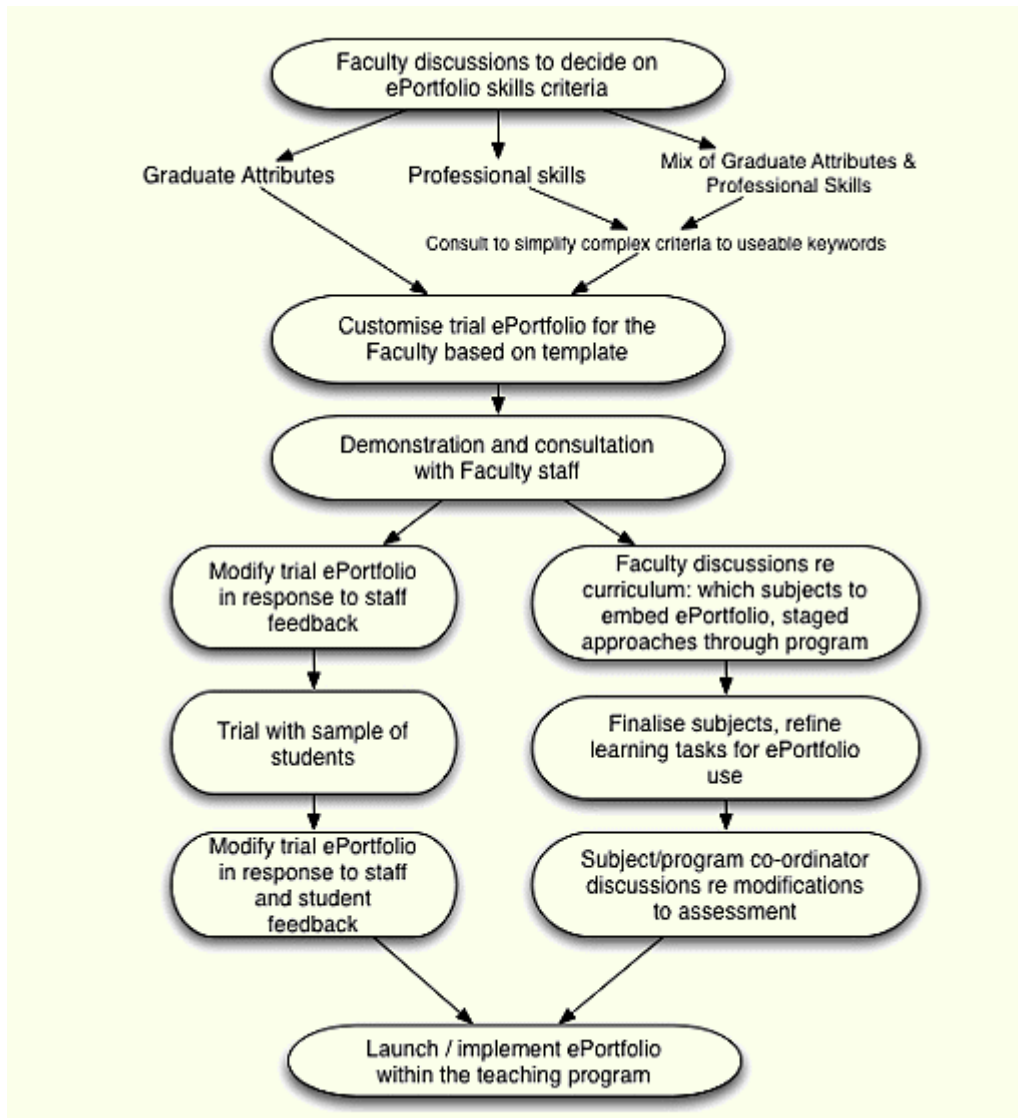 Faculty discussions to decide on
ePortfolio skills criteria
Graduate Attributes
Professional skills
Mix of Graduate Attributes &
Professional Skills
Consult to simplify complex criteria to useable keywords
Customise trial ePortfolio for the
Faculty based on template
Demonstration and consultation
with Faculty staff
Modify trial ePortfolio
in response to staff
feedback
Faculty discussions re
curriculum: which subjects to
embed ePortfolio, staged
approaches through program
Trial with sample of
students
Finalise subjects, refine
learning tasks for ePortfolio
use
Modify trial ePortfolio
in response to staff
and student
feedback
Subject/program co-ordinator
discussions re modifications
to assessment
Launch / implement ePortfolio
within the teaching program